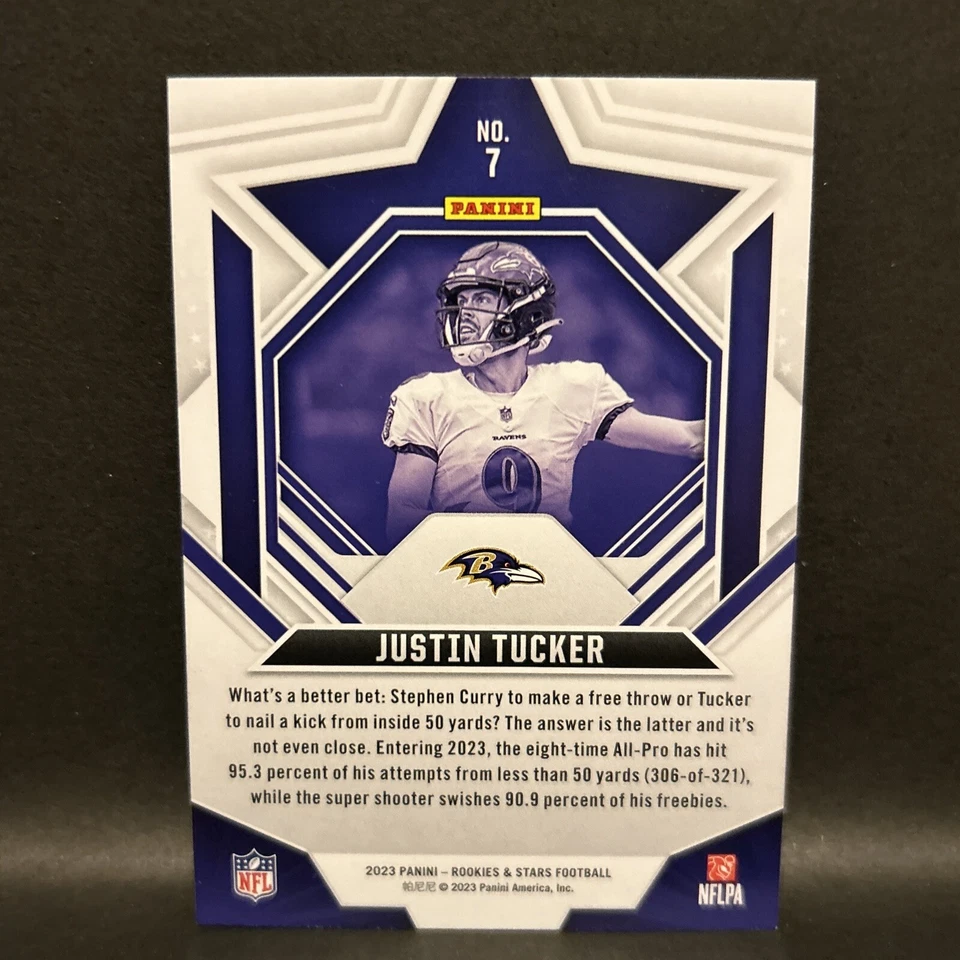 NO.
7
PANINI
RAVENS
9
B
JUSTIN TUCKER
What's a better bet: Stephen Curry to make a free throw or Tucker
to nail a kick from inside 50 yards? The answer is the latter and it's
not even close. Entering 2023, the eight-time All-Pro has hit
95.3 percent of his attempts from less than 50 yards (306-of-321),
while the super shooter swishes 90.9 percent of his freebies.
NFL
2023 PANINI – ROOKIES & STARS FOOTBALL
帕尼尼 © 2023 Panini America, Inc.
NFLPA